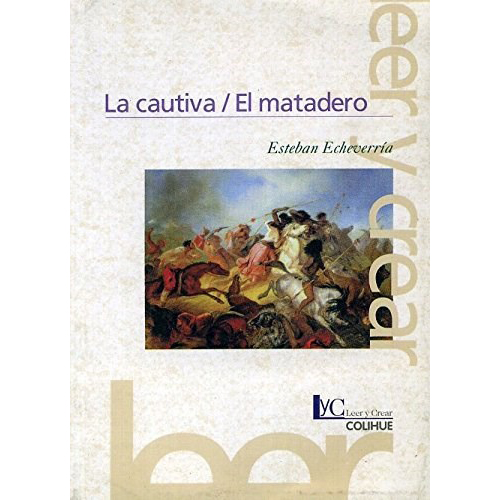 leer y crear
La cautiva / El matadero
Esteban Echeverría
lyC Leer y Crear
COLIHUE
leer